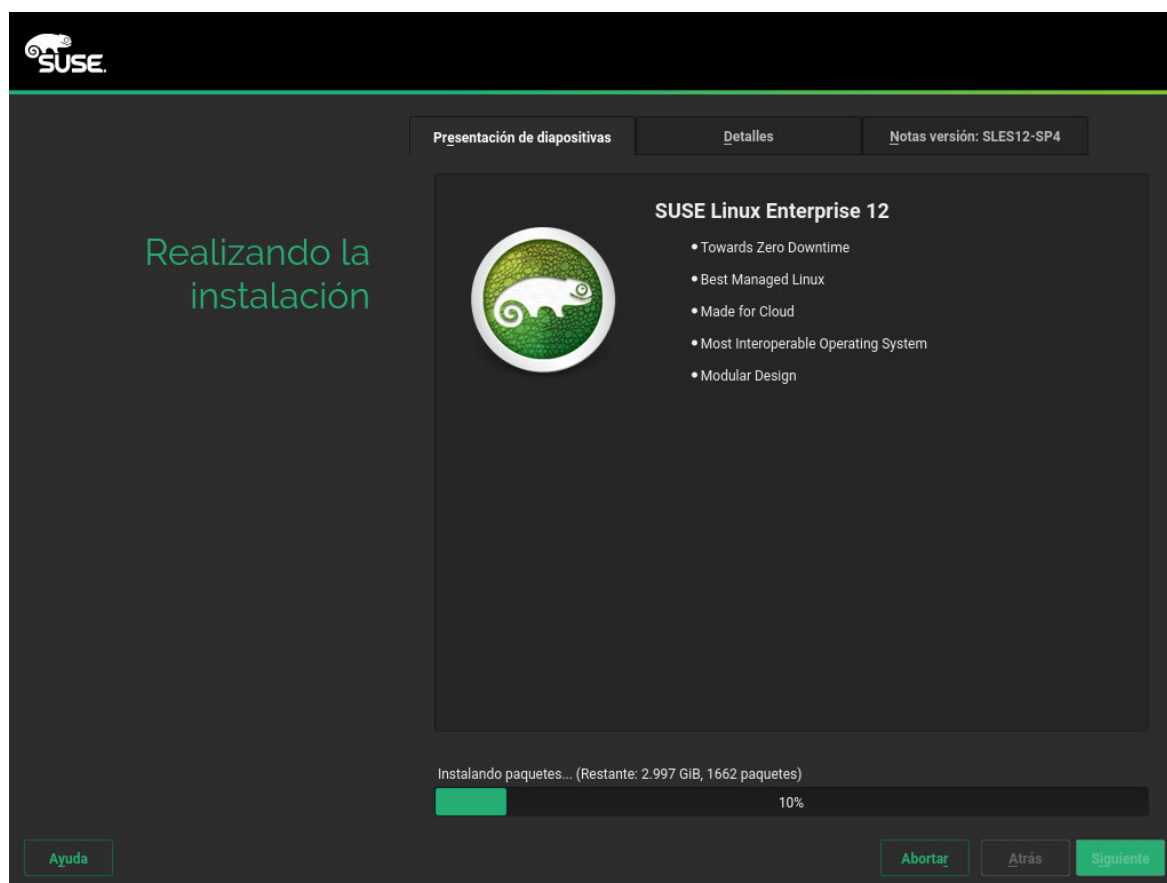 SUSE.
Presentación de diapositivas
Detalles
Notas versión: SLES12-SP4
Realizando la
instalación
SUSE Linux Enterprise 12
• Towards Zero Downtime
• Best Managed Linux
• Made for Cloud
• Most Interoperable Operating System
• Modular Design
Instalando paquetes... (Restante: 2.997 GiB, 1662 paquetes)
10%
Ayuda
Abortar
Atrás
Siguiente